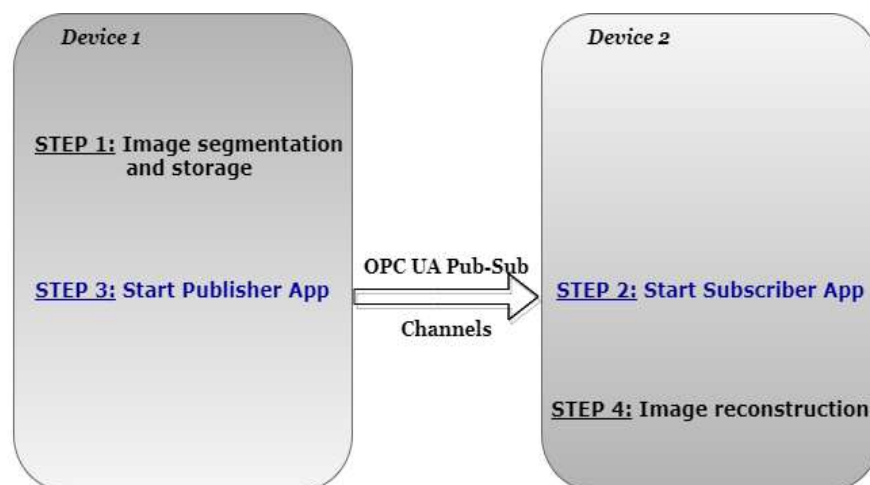 Device 1
STEP 1: Image segmentation
and storage
STEP 3: Start Publisher App
OPC UA Pub-Sub
Channels
Device 2
STEP 2: Start Subscriber App
STEP 4: Image reconstruction